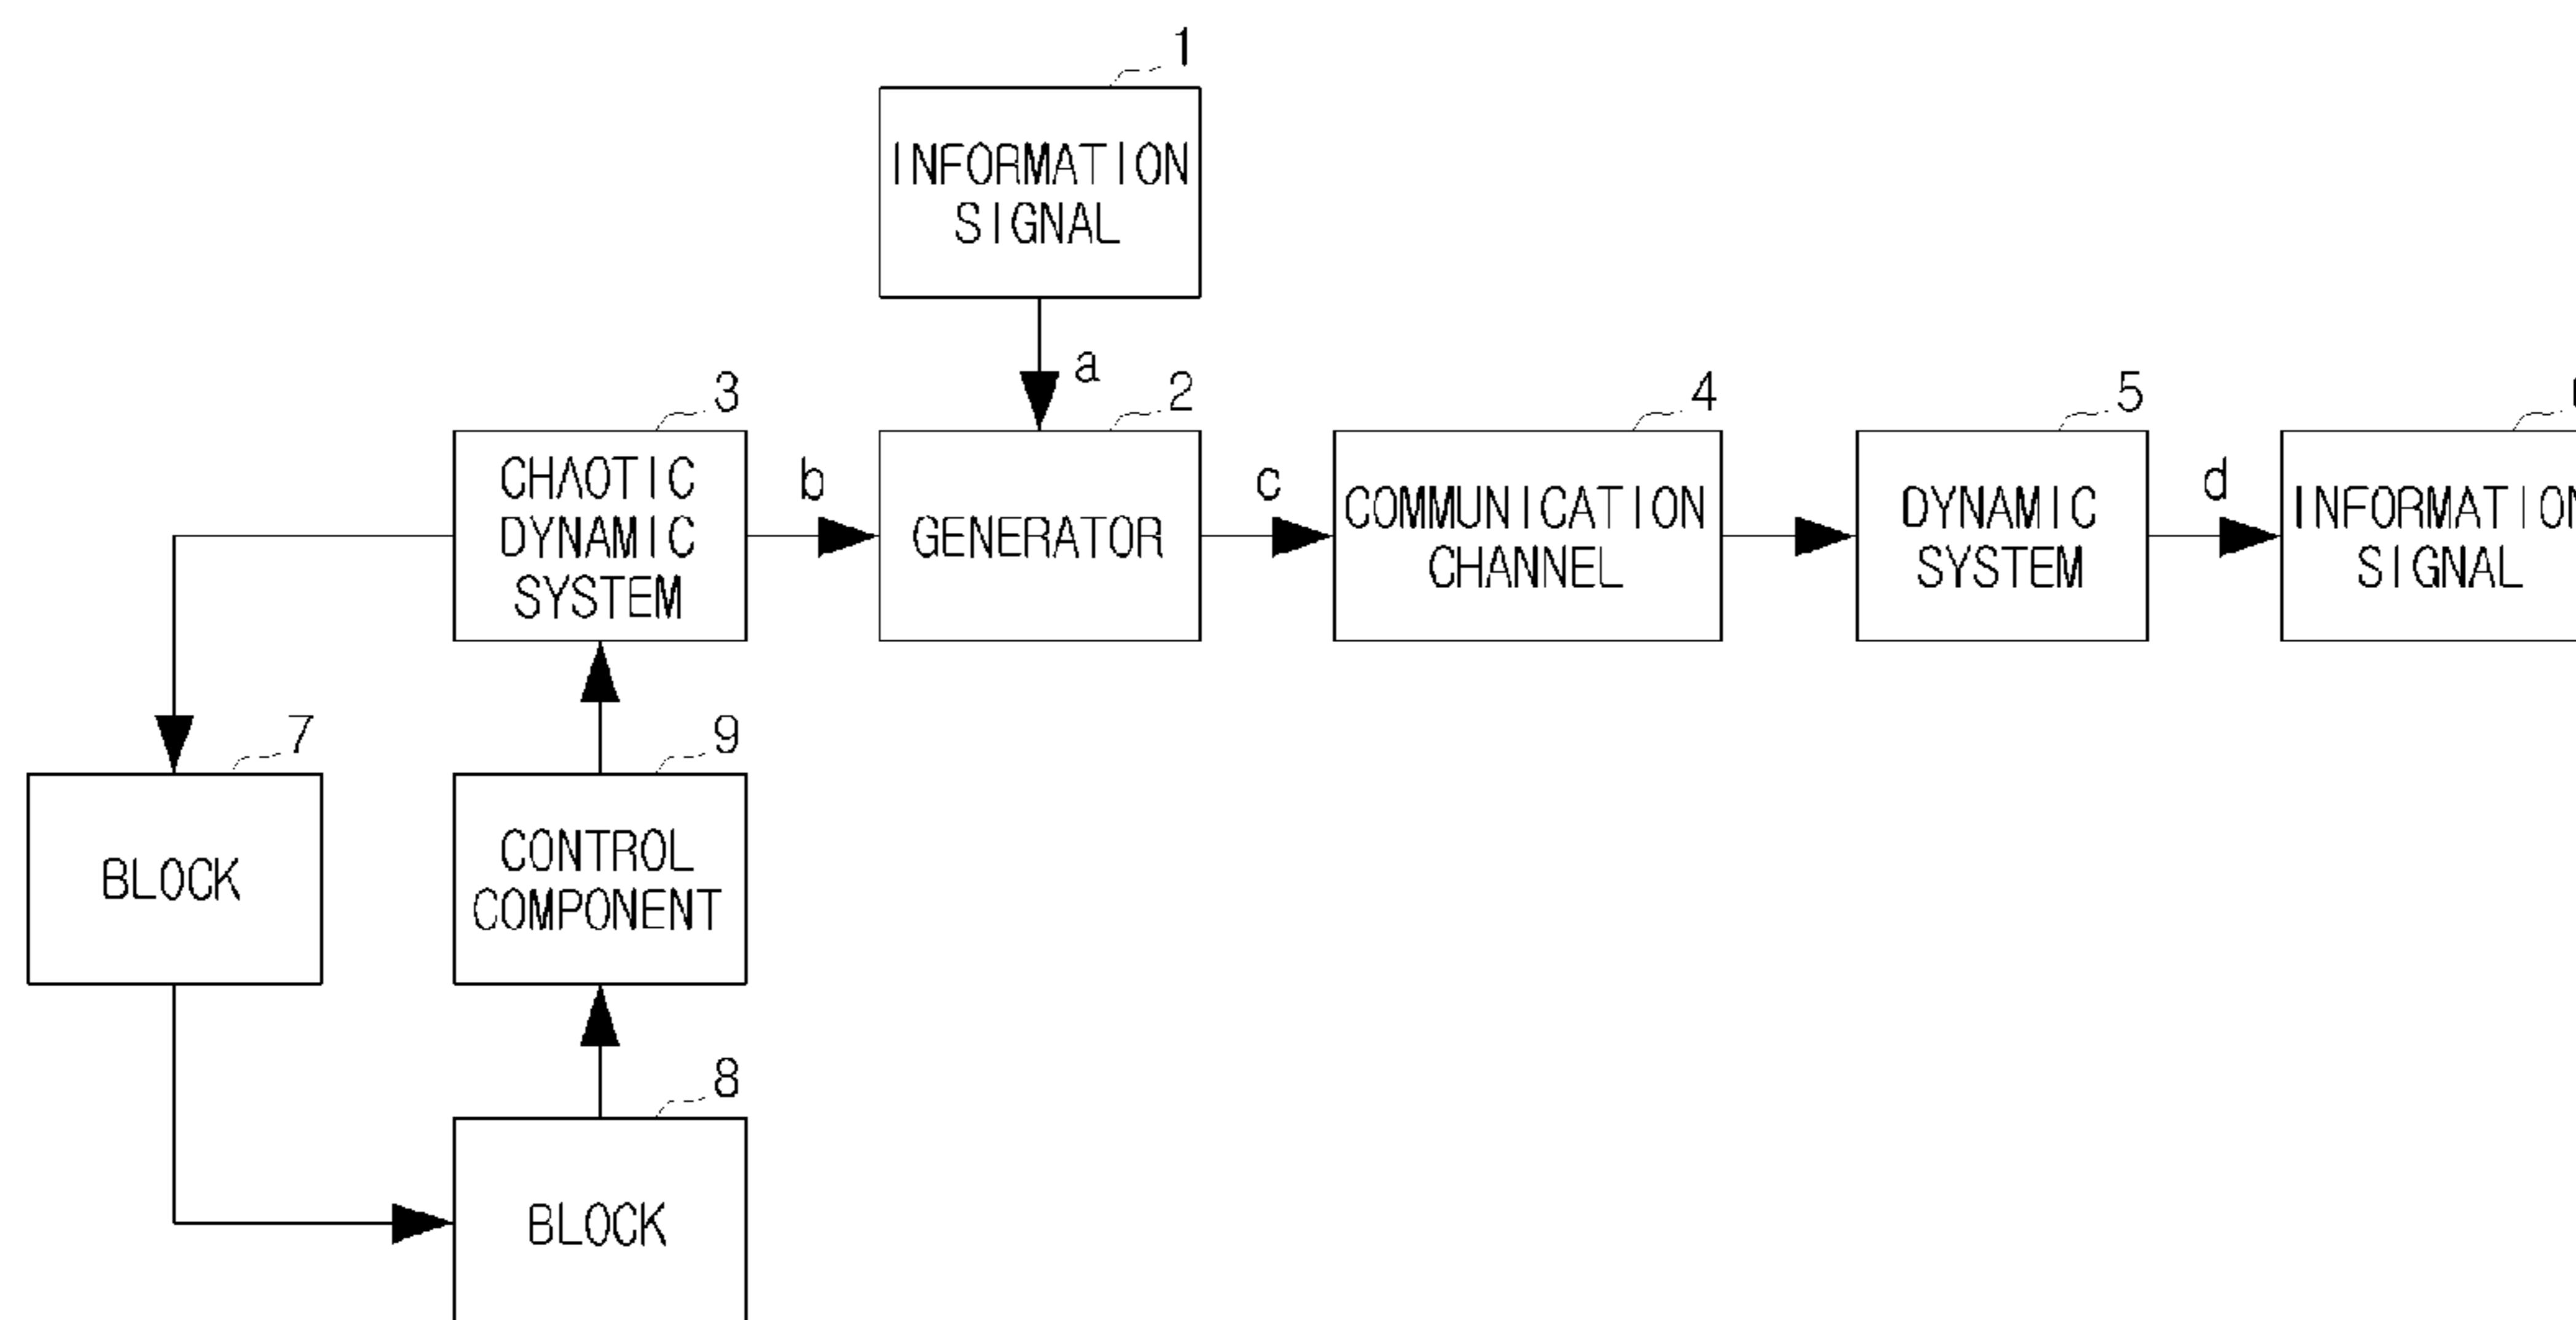 1
INFORMATION
SIGNAL
a
3
2
4
5
b
c
d
CHAOTIC
DYNAMIC
SYSTEM
GENERATOR
COMMUNICATION
CHANNEL
DYNAMIC
SYSTEM
INFORMATION
SIGNAL
7
9
BLOCK
CONTROL
COMPONENT
8
BLOCK